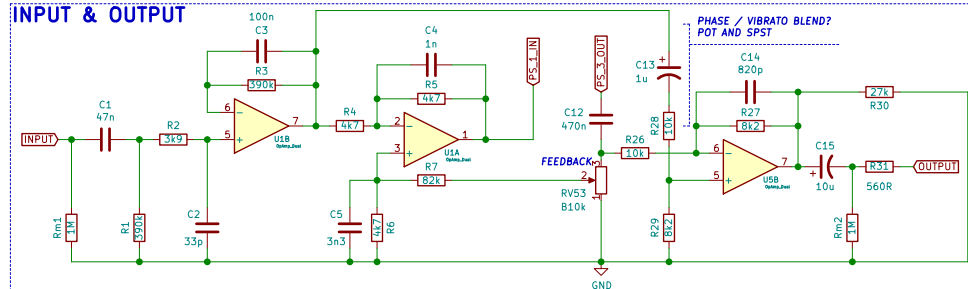 INPUT & OUTPUT
PHASE / VIBRATO BLEND?
POT AND SPST
100n
C3
R3
390k
C4
1n
R5
4k7
PS_1_IN
PS_3_OUT
C13
1u
C14
820p
R27
8k2
27k
R30
C1
47n
R2
3k9
6
5
7
U1B
OpAmp_Dual
R4
4k7
2
3
1
U1A
OpAmp_Dual
C12
470n
R28
10k
R26
10k
6
5
7
U5B
OpAmp_Dual
C15
10u
R31
560R
INPUT
OUTPUT
FEEDBACK
R7
82k
3
2
1
RV53
B10k
Rm1
1M
R1
390k
C2
33p
C5
3n3
R6
4k7
R29
8k2
Rm2
1M
GND